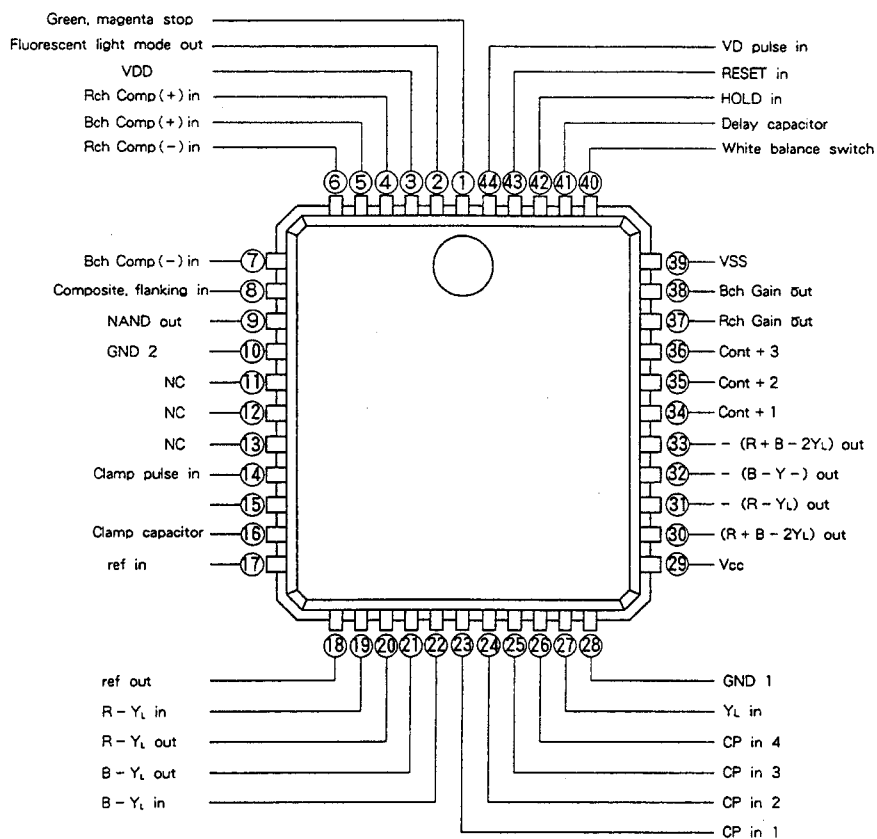 Green, magenta stop
Fluorescent light mode out
VDD
Rch Comp (+) in
Bch Comp (+) in
Rch Comp (−) in
VD pulse in
RESET in
HOLD in
Delay capacitor
White balance switch
6 5 4 3 2 1 44 43 42 41 40
Bch Comp (−) in 7
Composite, flanking in 8
NAND out 9
GND 2 10
NC 11
NC 12
NC 13
Clamp pulse in 14
15
Clamp capacitor 16
ref in 17
39 VSS
38 Bch Gain out
37 Rch Gain out
36 Cont + 3
35 Cont + 2
34 Cont + 1
33 − (R + B − 2YL) out
32 − (B − Y −) out
31 − (R − YL) out
30 (R + B − 2YL) out
29 Vcc
18 19 20 21 22 23 24 25 26 27 28
ref out
R − YL in
R − YL out
B − YL out
B − YL in
GND 1
YL in
CP in 4
CP in 3
CP in 2
CP in 1